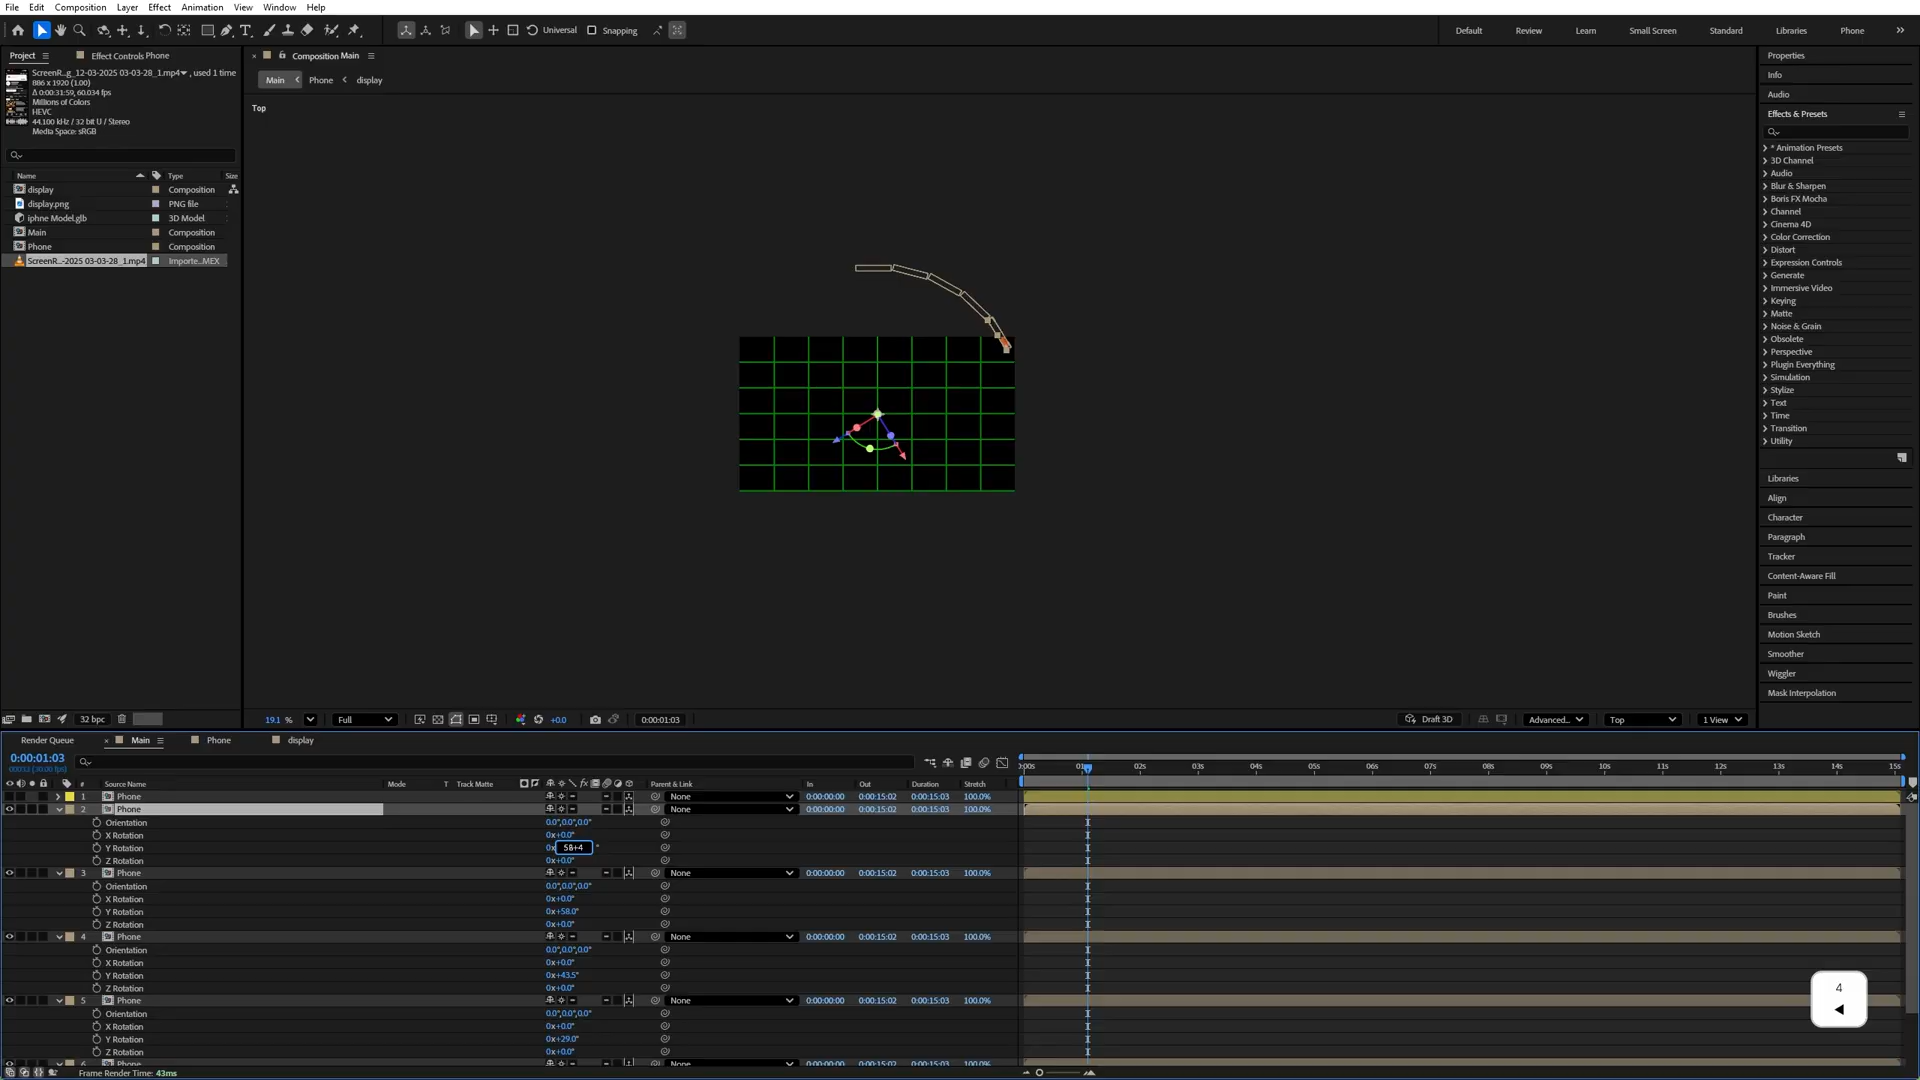 File Edit Composition Layer Effect Animation View Window Help
Universal Snapping Default Review Learn Small Screen Standard Libraries Phone
Project Effect Controls Phone
ScreenR..g_12-03-2025 03-03-28_1.mp4 , used 1 time
886 x 1920 (1.00)
Δ 0:00:31:59, 60.034 fps
Millions of Colors
HEVC
44.100 kHz / 32 bit U / Stereo
Media Space: sRGB
Name Type Size
display Composition
display.png PNG file
iphne Model.glb 3D Model
Main Composition
Phone Composition
ScreenR...-2025 03-03-28_1.mp4 Importe...MEX
32 bpc
Composition Main
Main Phone display
Top
19.1 % Full +0.0 0:00:01:03 Draft 3D Advanced... Top 1 View
Properties
Info
Audio
Effects & Presets
* Animation Presets
3D Channel
Audio
Blur & Sharpen
Boris FX Mocha
Channel
Cinema 4D
Color Correction
Distort
Expression Controls
Generate
Immersive Video
Keying
Matte
Noise & Grain
Obsolete
Perspective
Plugin Everything
Simulation
Stylize
Text
Time
Transition
Utility
Libraries
Align
Character
Paragraph
Tracker
Content-Aware Fill
Paint
Brushes
Motion Sketch
Smoother
Wiggler
Mask Interpolation
Render Queue Main Phone display
0:00:01:03
# Source Name Mode T Track Matte Parent & Link In Out Duration Stretch
02s 03s 04s 05s 06s 07s 08s 09s 10s 11s 12s 13s 14s 15s
1 Phone None 0:00:00:00 0:00:15:02 0:00:15:03 100.0%
2 Phone None 0:00:00:00 0:00:15:02 0:00:15:03 100.0%
Orientation 0.0°,0.0°,0.0°
X Rotation 0x+0.0°
Y Rotation 0x 58+4 °
Z Rotation 0x+0.0°
3 Phone None 0:00:00:00 0:00:15:02 0:00:15:03 100.0%
Orientation 0.0°,0.0°,0.0°
X Rotation 0x+0.0°
Y Rotation 0x+58.0°
Z Rotation 0x+0.0°
4 Phone None 0:00:00:00 0:00:15:02 0:00:15:03 100.0%
Orientation 0.0°,0.0°,0.0°
X Rotation 0x+0.0°
Y Rotation 0x+43.5°
Z Rotation 0x+0.0°
5 Phone None 0:00:00:00 0:00:15:02 0:00:15:03 100.0%
Orientation 0.0°,0.0°,0.0°
X Rotation 0x+0.0°
Y Rotation 0x+29.0°
Z Rotation 0x+0.0°
6 Phone None 0:00:00:00 0:00:15:02 0:00:15:03 100.0%
Frame Render Time: 43ms
4